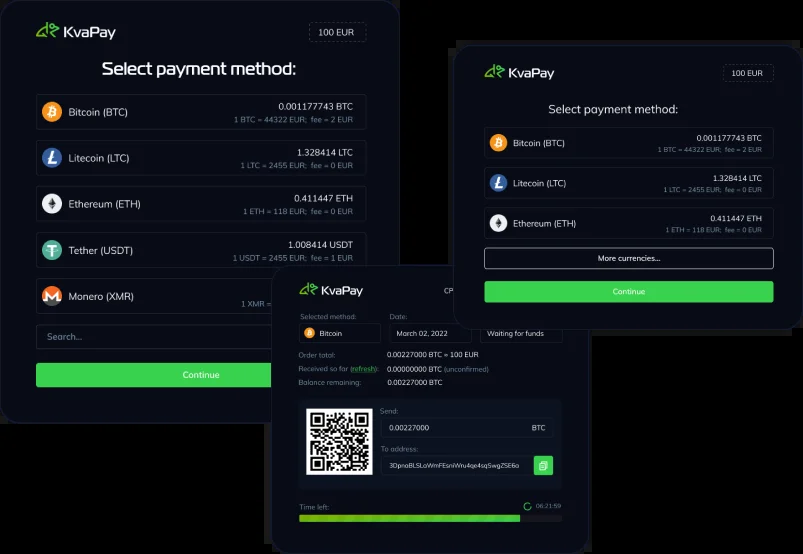 KvaPay
100 EUR
Select payment method:
Bitcoin (BTC)
0.001177743 BTC
1 BTC = 44322 EUR; fee = 2 EUR
Litecoin (LTC)
1.328414 LTC
1 LTC = 2455 EUR; fee = 0 EUR
Ethereum (ETH)
0.411447 ETH
1 ETH = 118 EUR; fee = 0 EUR
Tether (USDT)
1.008414 USDT
1 USDT = 2455 EUR; fee = 1 EUR
Monero (XMR)
1 XMR =
Search...
Continue
KvaPay
CP
Selected method:
Bitcoin
Date:
March 02, 2022
Waiting for funds
Order total:
0.00227000 BTC = 100 EUR
Received so far (refresh):
0.00000000 BTC (unconfirmed)
Balance remaining:
0.00227000 BTC
Send:
0.00227000
BTC
To address:
3DpnaBLSLaWmFEsniWru4qe4sqSwgZSE6a
Time left:
06:21:59
KvaPay
100 EUR
Select payment method:
Bitcoin (BTC)
0.001177743 BTC
1 BTC = 44322 EUR; fee = 2 EUR
Litecoin (LTC)
1.328414 LTC
1 LTC = 2455 EUR; fee = 0 EUR
Ethereum (ETH)
0.411447 ETH
1 ETH = 118 EUR; fee = 0 EUR
More currencies...
Continue